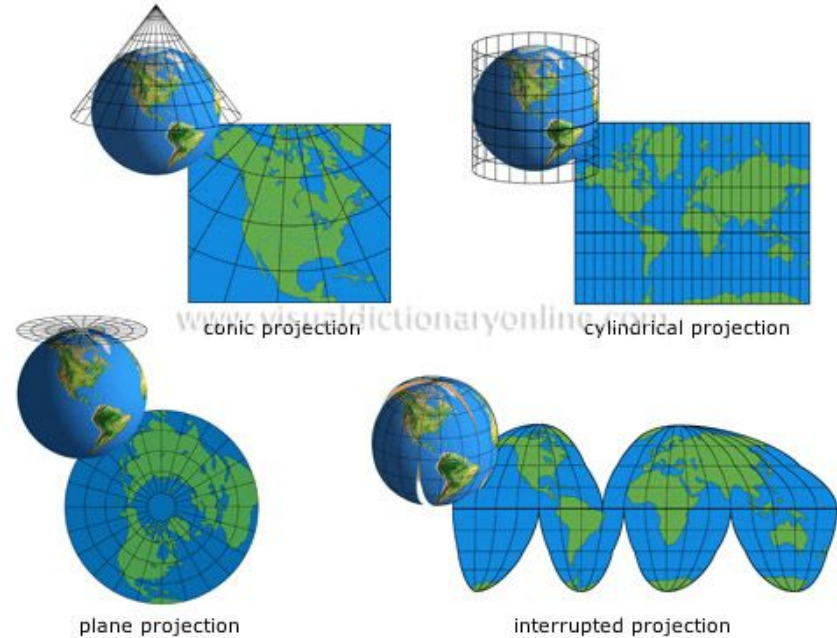 www.visualdictionaryonline.com
conic projection
cylindrical projection
plane projection
interrupted projection